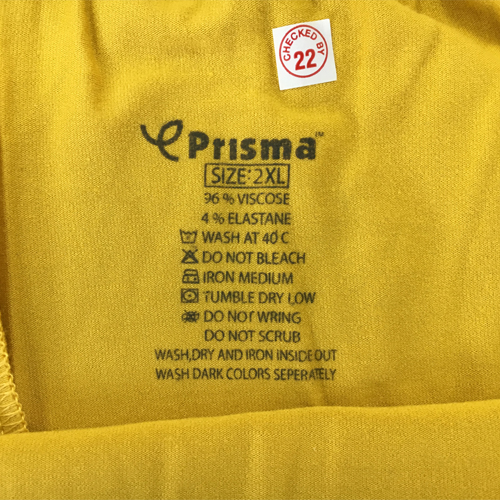 CHECKED BY
22
Prisma™
SIZE: 2XL
96 % VISCOSE
4 % ELASTANE
WASH AT 40 C
DO NOT BLEACH
IRON MEDIUM
TUMBLE DRY LOW
DO NOT WRING
DO NOT SCRUB
WASH,DRY AND IRON INSIDE OUT
WASH DARK COLORS SEPERATELY